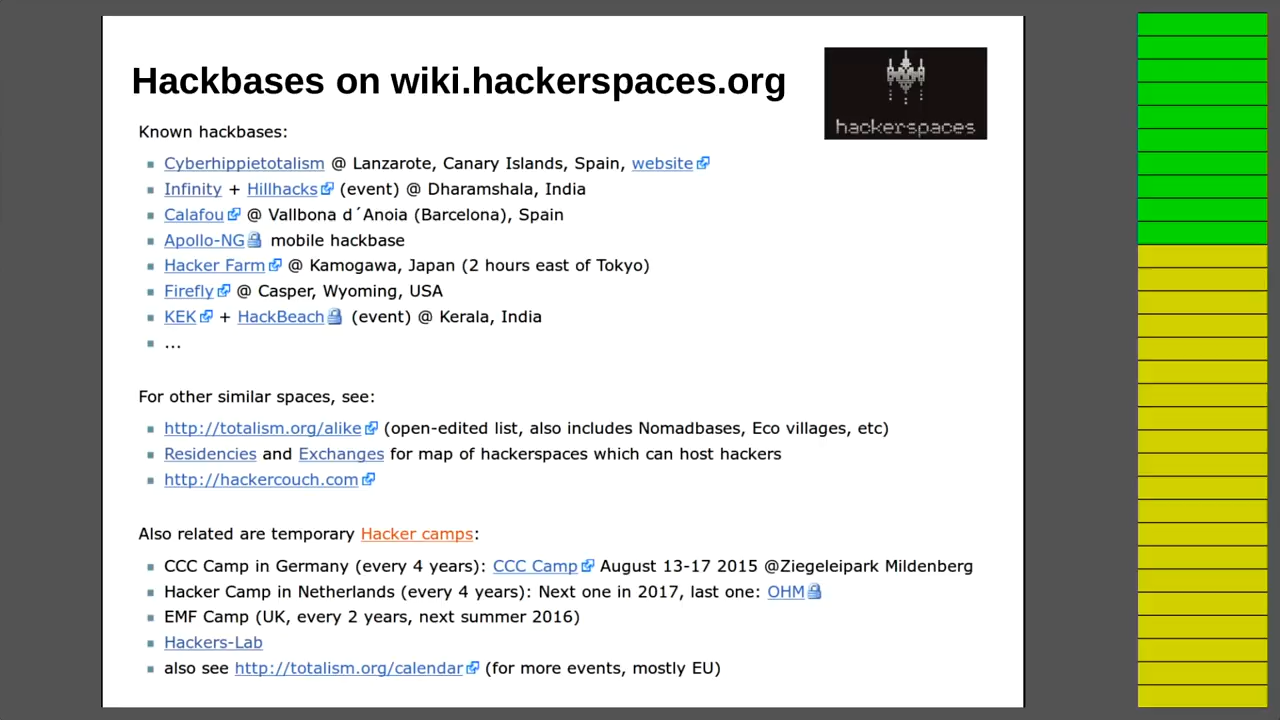 Hackbases on wiki.hackerspaces.org
hackerspaces
Known hackbases:
Cyberhippietotalism @ Lanzarote, Canary Islands, Spain, website
Infinity + Hillhacks (event) @ Dharamshala, India
Calafou @ Vallbona d´Anoia (Barcelona), Spain
Apollo-NG mobile hackbase
Hacker Farm @ Kamogawa, Japan (2 hours east of Tokyo)
Firefly @ Casper, Wyoming, USA
KEK + HackBeach (event) @ Kerala, India
...
For other similar spaces, see:
http://totalism.org/alike (open-edited list, also includes Nomadbases, Eco villages, etc)
Residencies and Exchanges for map of hackerspaces which can host hackers
http://hackercouch.com
Also related are temporary Hacker camps:
CCC Camp in Germany (every 4 years): CCC Camp August 13-17 2015 @Ziegeleipark Mildenberg
Hacker Camp in Netherlands (every 4 years): Next one in 2017, last one: OHM
EMF Camp (UK, every 2 years, next summer 2016)
Hackers-Lab
also see http://totalism.org/calendar (for more events, mostly EU)